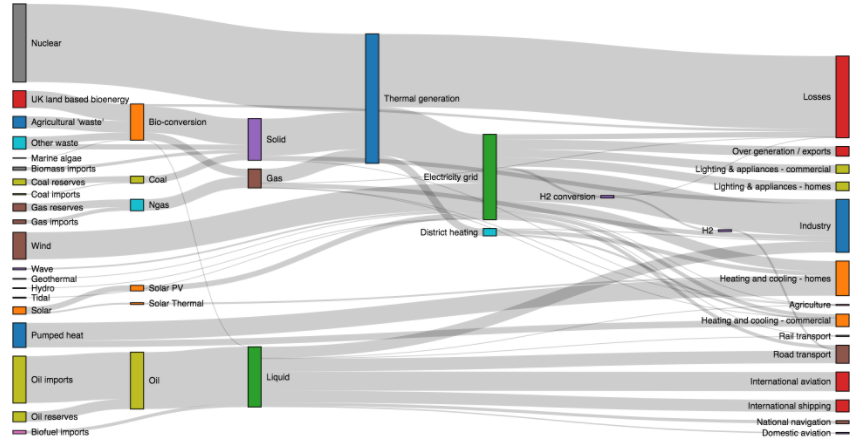 Nuclear
UK land based bioenergy
Agricultural 'waste'
Other waste
Marine algae
Biomass imports
Coal reserves
Coal imports
Gas reserves
Gas imports
Wind
Wave
Geothermal
Hydro
Tidal
Solar
Pumped heat
Oil imports
Oil reserves
Biofuel imports
Bio-conversion
Coal
Ngas
Solar PV
Solar Thermal
Oil
Solid
Gas
Liquid
Thermal generation
Electricity grid
District heating
H2 conversion
H2
Losses
Over generation / exports
Lighting & appliances - commercial
Lighting & appliances - homes
Industry
Heating and cooling - homes
Agriculture
Heating and cooling - commercial
Rail transport
Road transport
International aviation
International shipping
National navigation
Domestic aviation